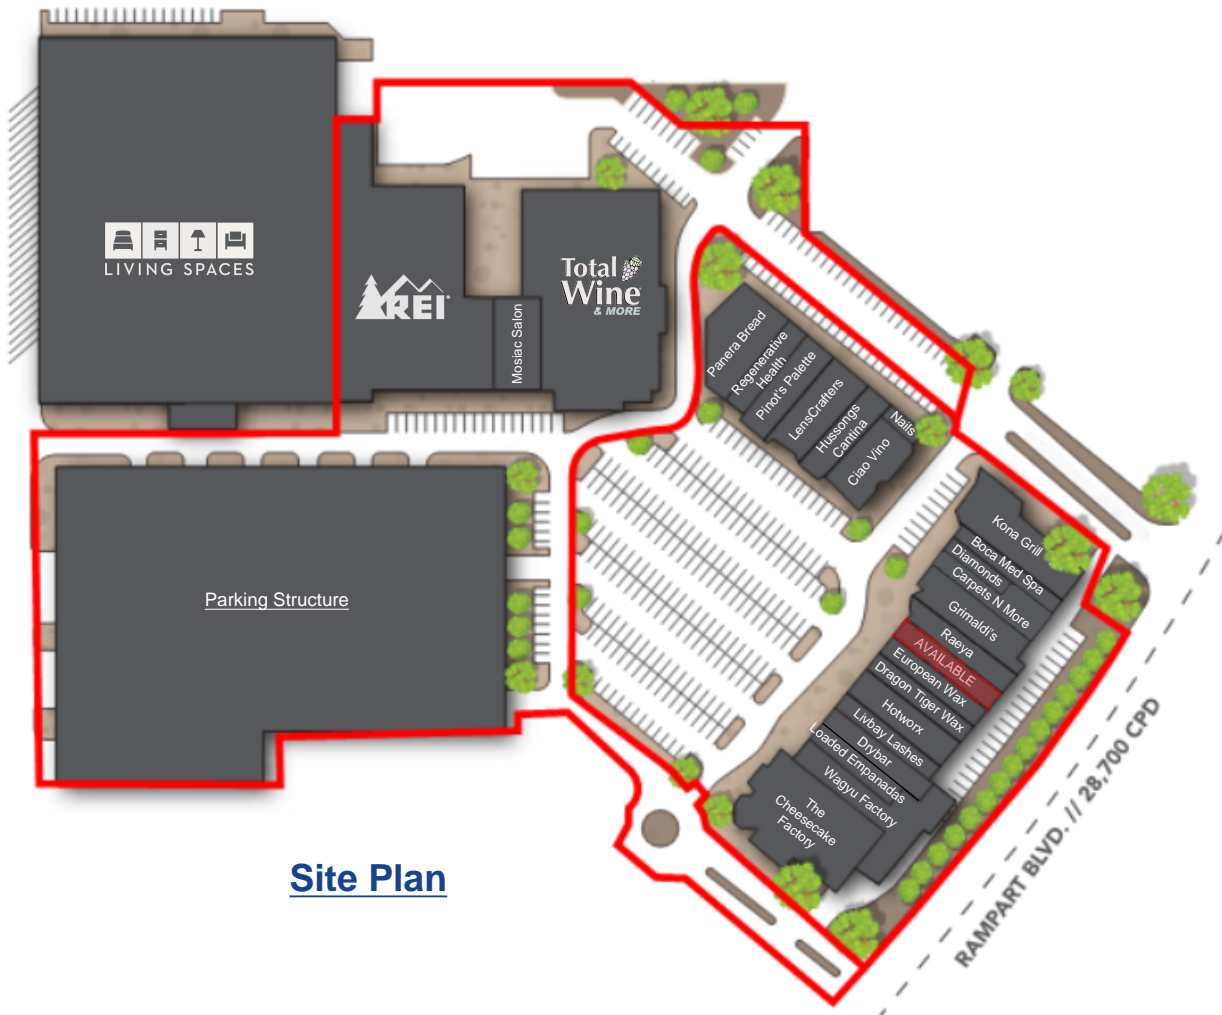 LIVING SPACES
REI
Mosiac Salon
Total
Wine
& MORE
Panera Bread
Regenerative
Health
Pinot's Palette
LensCrafters
Hussongs
Cantina
Nails
Ciao Vino
Kona Grill
Boca Med Spa
Diamonds
Carpets N More
Grimaldi's
Raeya
AVAILABLE
European Wax
Dragon Tiger Wax
Hotworx
Livbay Lashes
Drybar
Loaded Empanadas
Wagyu Factory
The
Cheesecake
Factory
Parking Structure
Site Plan
RAMPART BLVD. // 28,700 CPD